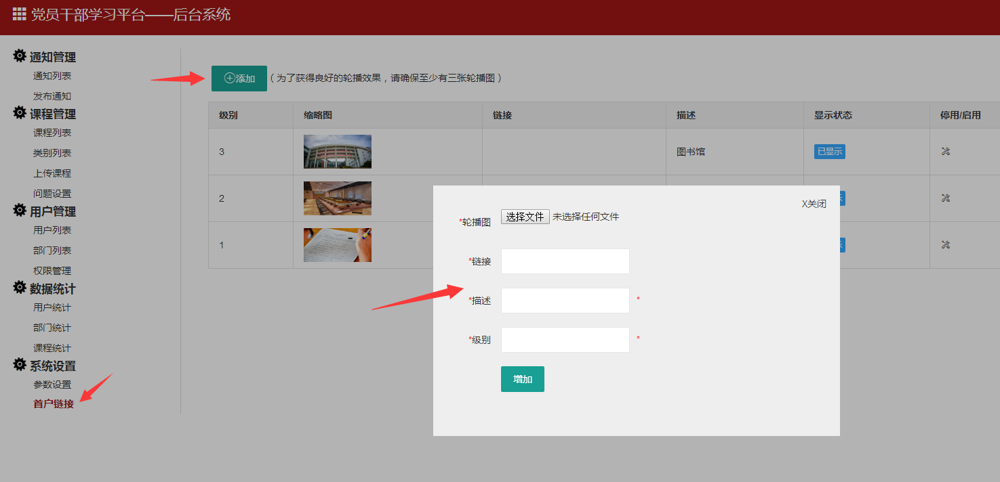 党员干部学习平台——后台系统
通知管理
通知列表
发布通知
课程管理
课程列表
类别列表
上传课程
问题设置
用户管理
用户列表
部门列表
权限管理
数据统计
用户统计
部门统计
课程统计
系统设置
参数设置
首户链接
添加 ( 为了获得良好的轮播效果，请确保至少有三张轮播图 )
级别 缩略图 链接 描述 显示状态 停用/启用
3 图书馆 已显示
2
1
X关闭
*轮播图 选择文件 未选择任何文件
*链接
*描述 *
*级别 *
增加